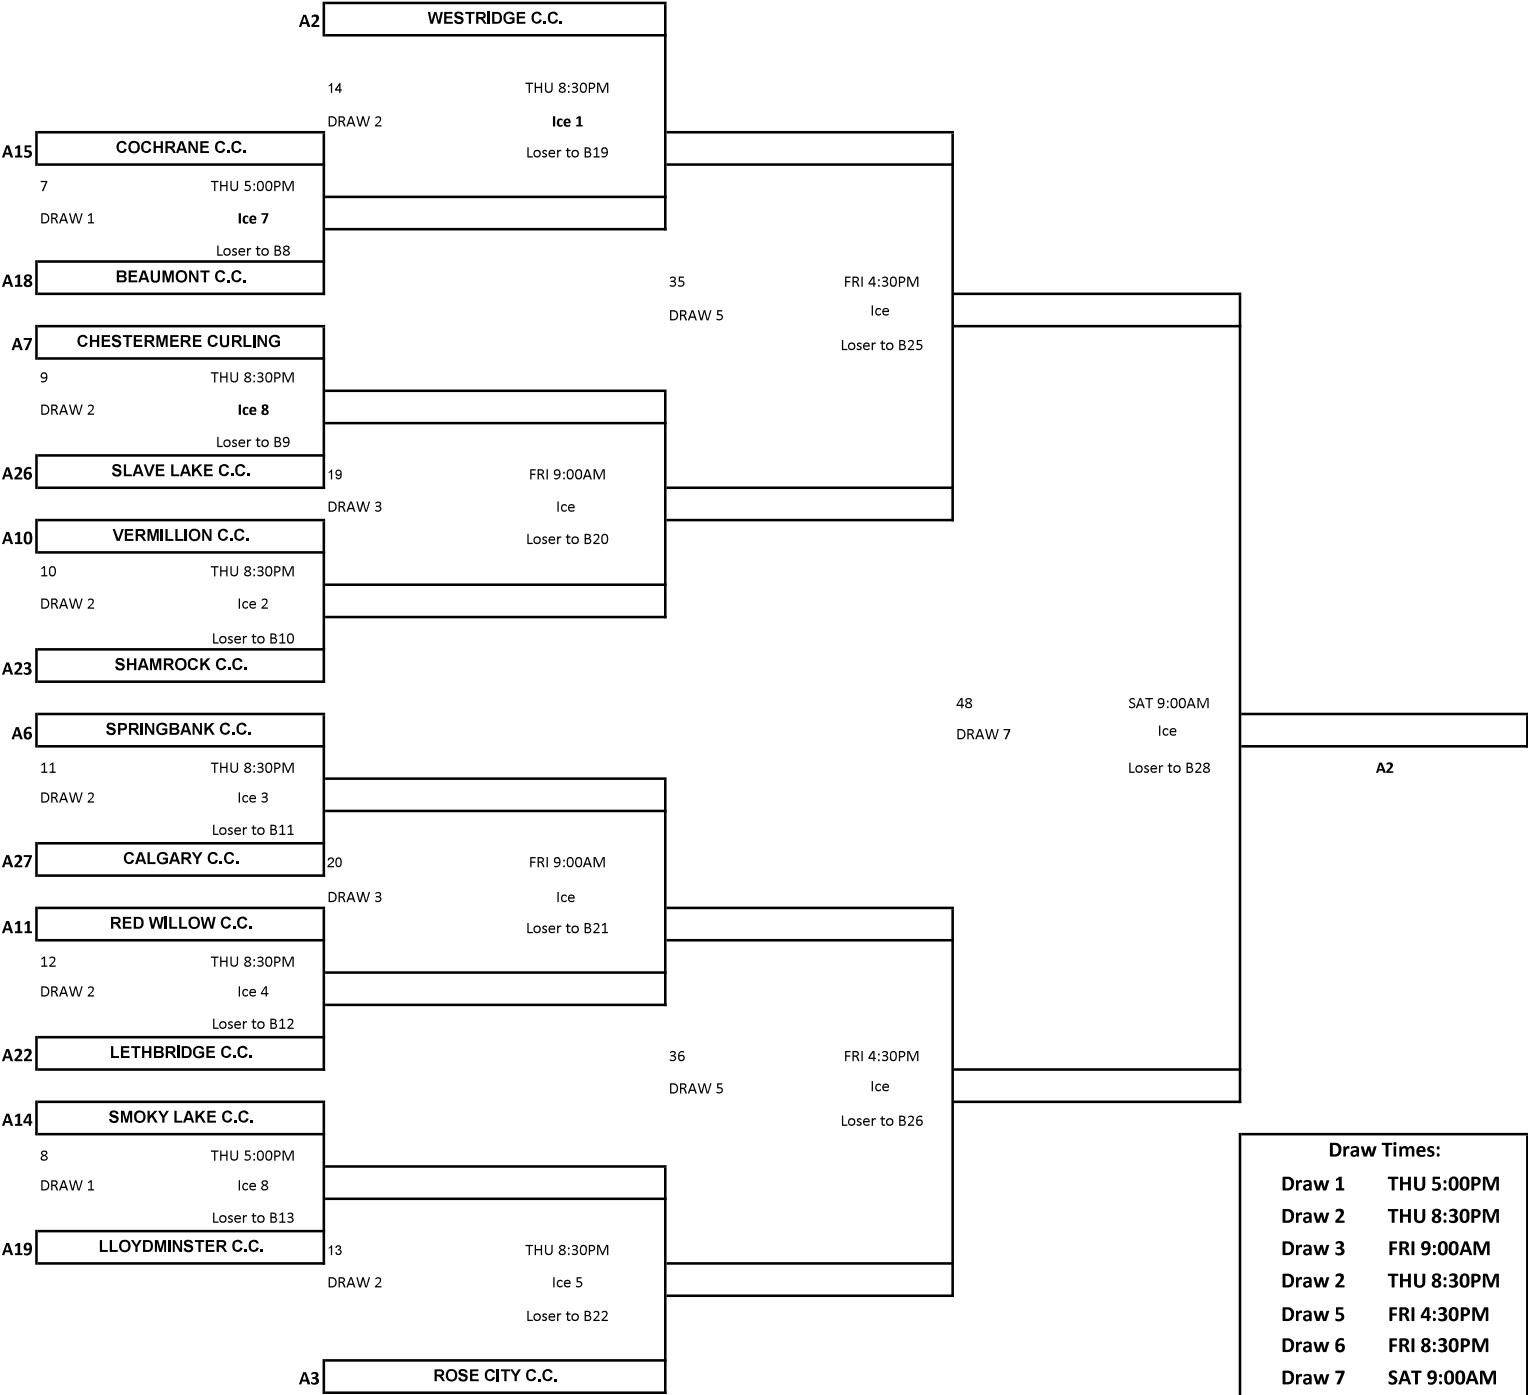 A2 WESTRIDGE C.C.
14 THU 8:30PM
DRAW 2 Ice 1
Loser to B19
A15 COCHRANE C.C.
7 THU 5:00PM
DRAW 1 Ice 7
Loser to B8
A18 BEAUMONT C.C.
35 FRI 4:30PM
DRAW 5 Ice
Loser to B25
A7 CHESTERMERE CURLING
9 THU 8:30PM
DRAW 2 Ice 8
Loser to B9
A26 SLAVE LAKE C.C.
19 FRI 9:00AM
DRAW 3 Ice
Loser to B20
A10 VERMILLION C.C.
10 THU 8:30PM
DRAW 2 Ice 2
Loser to B10
A23 SHAMROCK C.C.
48 SAT 9:00AM
DRAW 7 Ice
Loser to B28
A2
A6 SPRINGBANK C.C.
11 THU 8:30PM
DRAW 2 Ice 3
Loser to B11
A27 CALGARY C.C.
20 FRI 9:00AM
DRAW 3 Ice
Loser to B21
A11 RED WILLOW C.C.
12 THU 8:30PM
DRAW 2 Ice 4
Loser to B12
A22 LETHBRIDGE C.C.
36 FRI 4:30PM
DRAW 5 Ice
Loser to B26
A14 SMOKY LAKE C.C.
8 THU 5:00PM
DRAW 1 Ice 8
Loser to B13
A19 LLOYDMINSTER C.C.
13 THU 8:30PM
DRAW 2 Ice 5
Loser to B22
A3 ROSE CITY C.C.
Draw Times:
Draw 1 THU 5:00PM
Draw 2 THU 8:30PM
Draw 3 FRI 9:00AM
Draw 2 THU 8:30PM
Draw 5 FRI 4:30PM
Draw 6 FRI 8:30PM
Draw 7 SAT 9:00AM